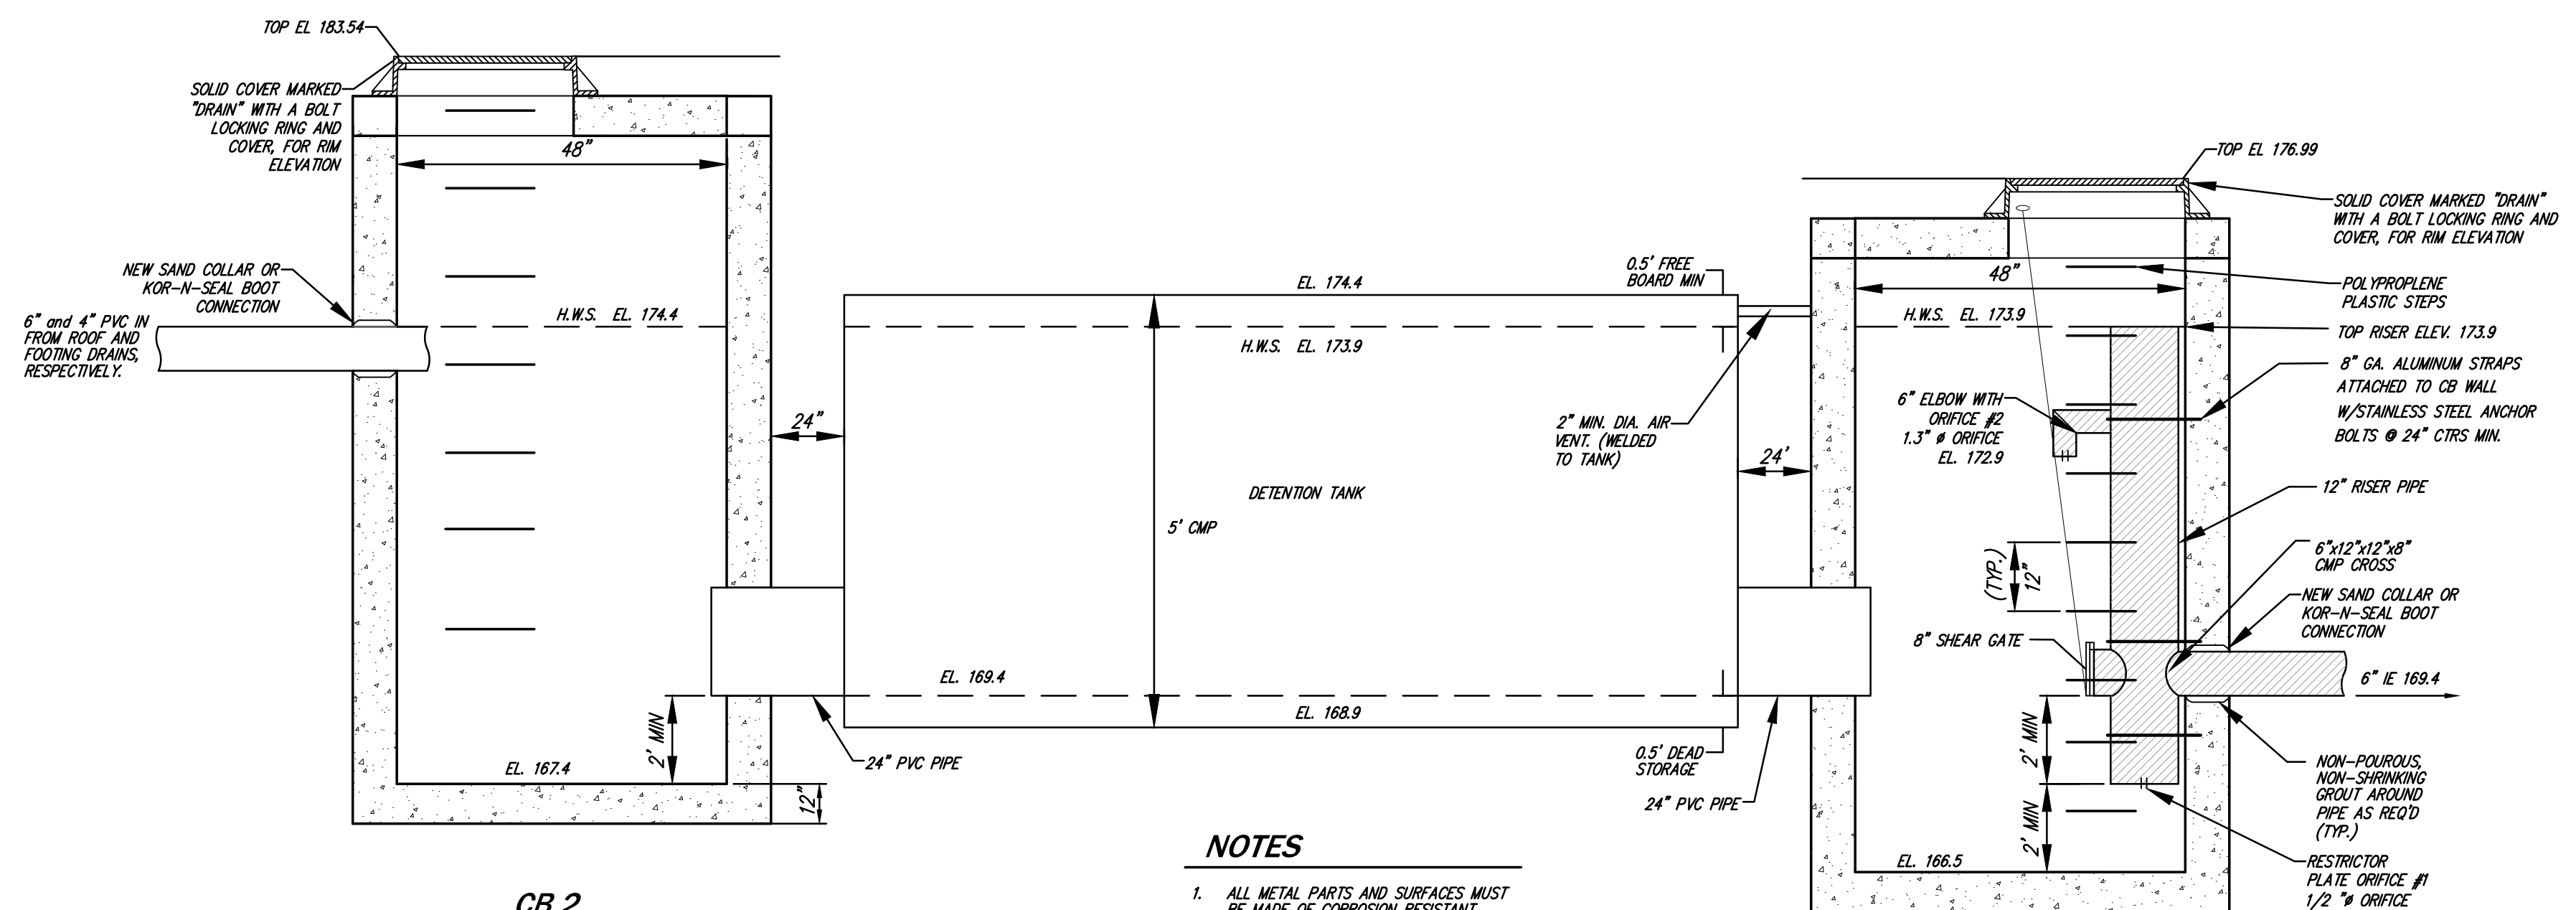 TOP EL 183.54
SOLID COVER MARKED
"DRAIN" WITH A BOLT
LOCKING RING AND
COVER, FOR RIM
ELEVATION
48"
NEW SAND COLLAR OR
KOR-N-SEAL BOOT
CONNECTION
6" and 4" PVC IN
FROM ROOF AND
FOOTING DRAINS,
RESPECTIVELY.
H.W.S. EL. 174.4
24"
EL. 167.4
2' MIN
12"
24" PVC PIPE
CB 2
EL. 174.4
H.W.S. EL. 173.9
DETENTION TANK
5' CMP
EL. 169.4
EL. 168.9
0.5' FREE
BOARD MIN
2" MIN. DIA. AIR
VENT. (WELDED
TO TANK)
24'
0.5' DEAD
STORAGE
24" PVC PIPE
NOTES
1. ALL METAL PARTS AND SURFACES MUST
BE MADE OF CORROSION RESISTANT
TOP EL 176.99
SOLID COVER MARKED "DRAIN"
WITH A BOLT LOCKING RING AND
COVER, FOR RIM ELEVATION
48"
POLYPROPLENE
PLASTIC STEPS
H.W.S. EL. 173.9
TOP RISER ELEV. 173.9
8" GA. ALUMINUM STRAPS
ATTACHED TO CB WALL
W/STAINLESS STEEL ANCHOR
BOLTS @ 24" CTRS MIN.
6" ELBOW WITH
ORIFICE #2
1.3" Ø ORIFICE
EL. 172.9
12" RISER PIPE
(TYP.)
12"
6"x12"x12"x8"
CMP CROSS
NEW SAND COLLAR OR
KOR-N-SEAL BOOT
CONNECTION
8" SHEAR GATE
6" IE 169.4
2' MIN
2' MIN
NON-POUROUS,
NON-SHRINKING
GROUT AROUND
PIPE AS REQ'D
(TYP.)
EL. 166.5
RESTRICTOR
PLATE ORIFICE #1
1/2 "Ø ORIFICE